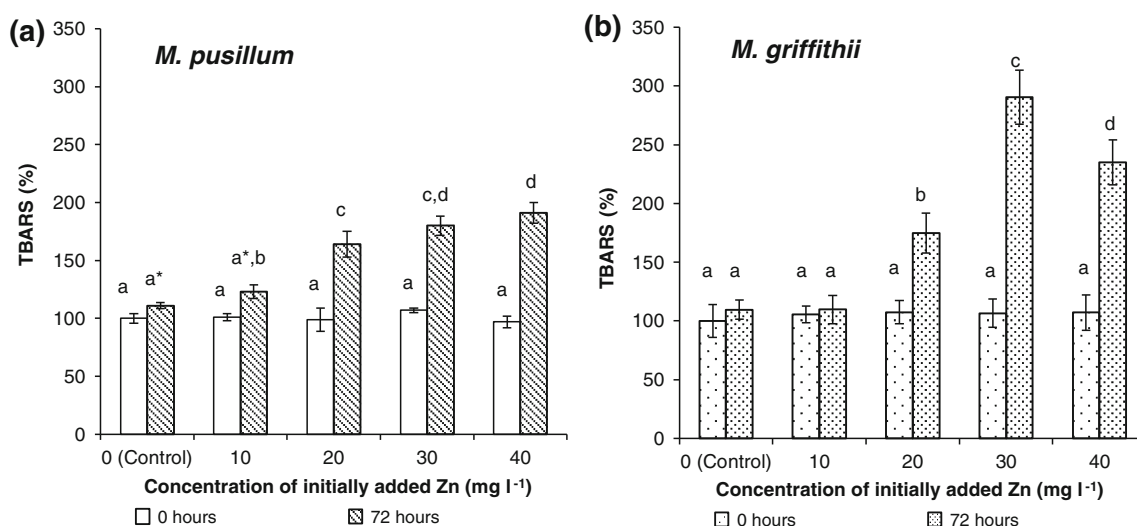 (a)
M. pusillum
350
300
250
200
150
100
50
0
TBARS (%)
a a* a a*,b a c a c,d a d
0 (Control) 10 20 30 40
Concentration of initially added Zn (mg l-1)
0 hours 72 hours
(b)
M. griffithii
350
300
250
200
150
100
50
0
TBARS (%)
a a a a a b a c a d
0 (Control) 10 20 30 40
Concentration of initially added Zn (mg l-1)
0 hours 72 hours